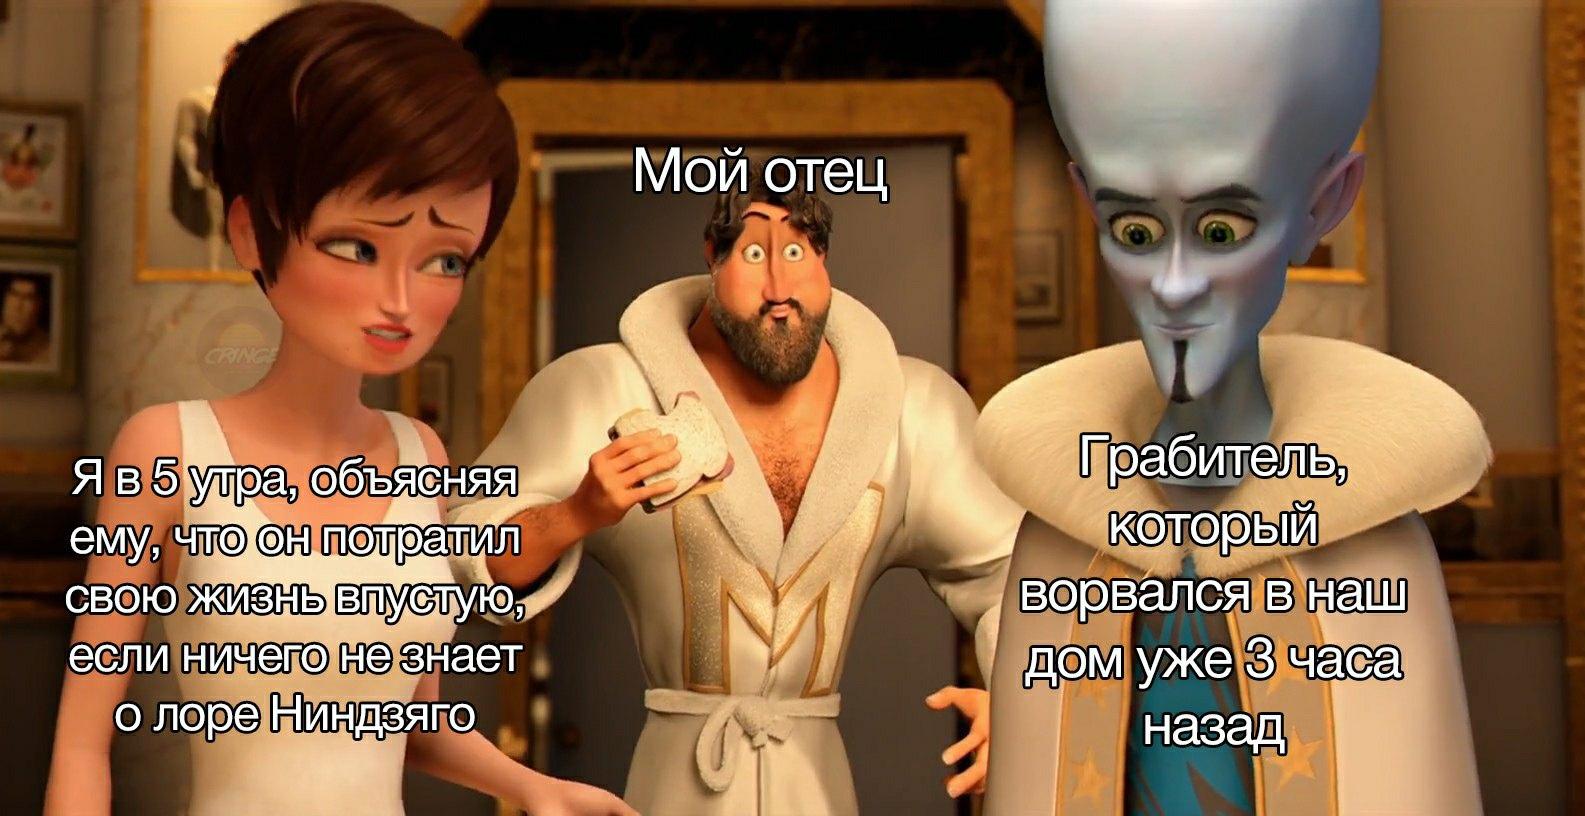 Мой отец
Я в 5 утра, объясняя
ему, что он потратил
свою жизнь впустую,
если ничего не знает
о лоре Ниндзяго
Грабитель,
который
ворвался в наш
дом уже 3 часа
назад
CRINGE
M